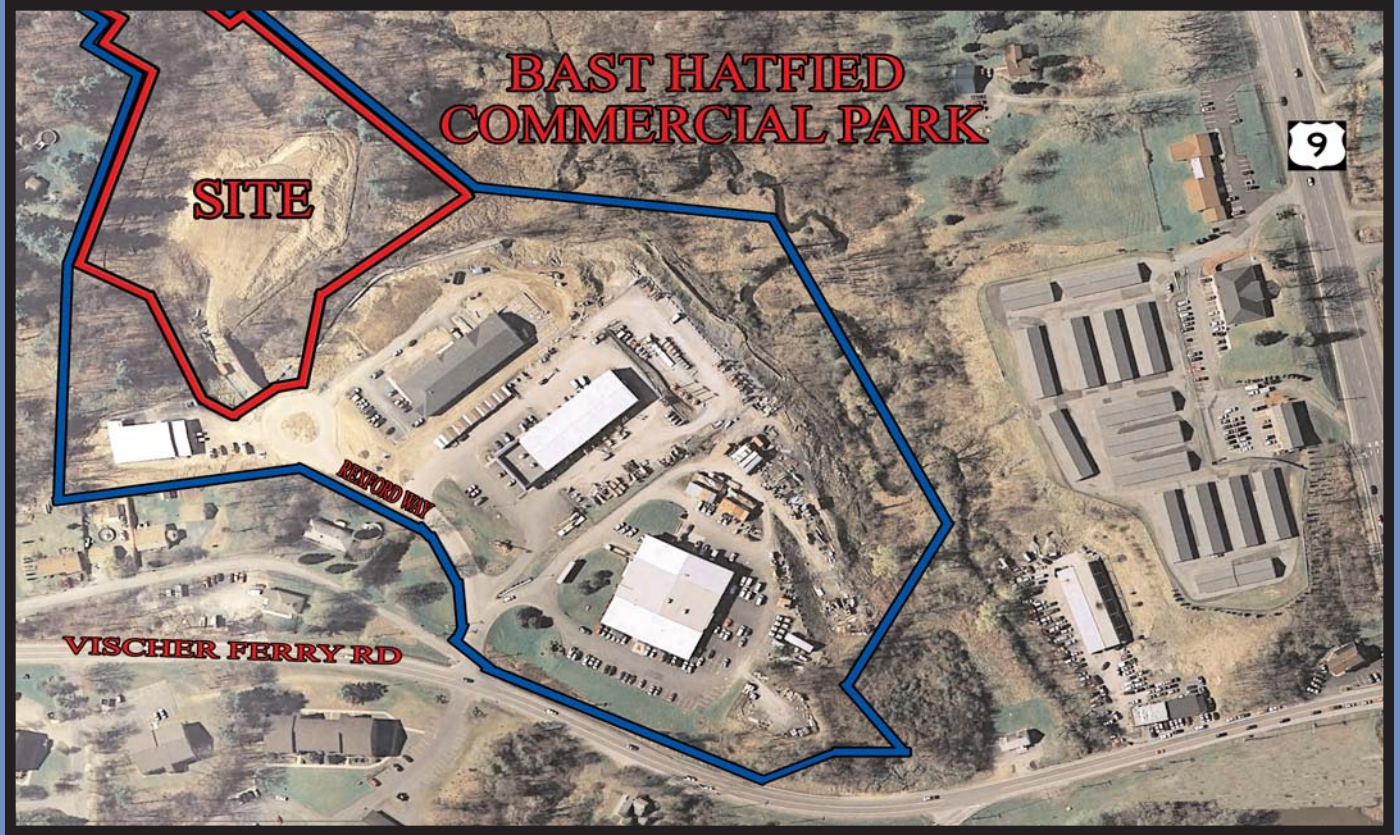 BAST HATFIED
COMMERCIAL PARK
9
SITE
REXFORD WAY
VISCHER FERRY RD